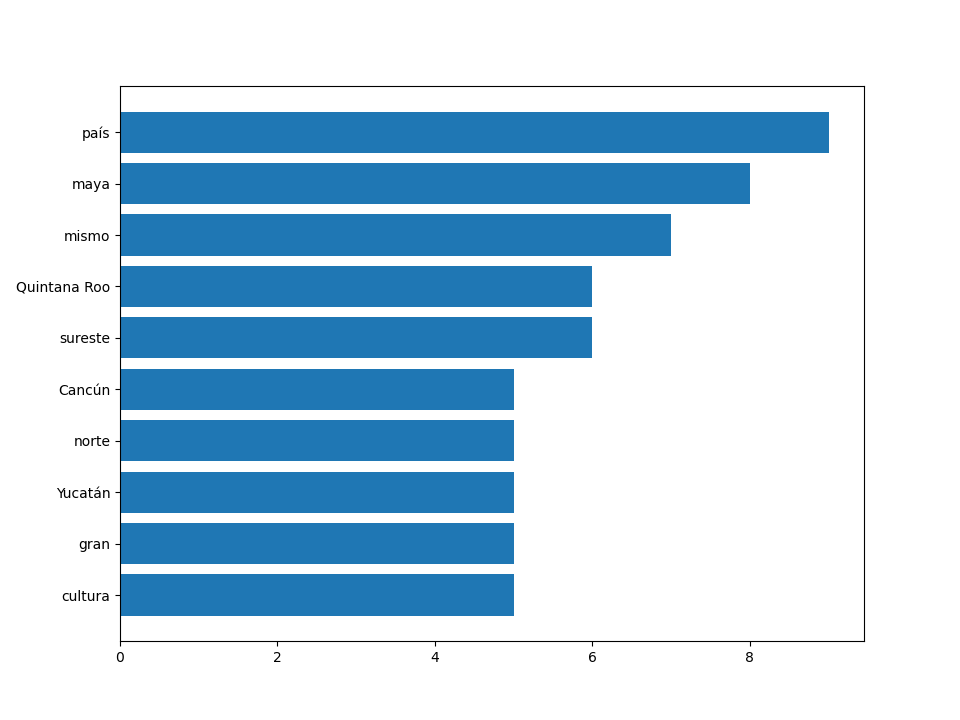 país
maya
mismo
Quintana Roo
sureste
Cancún
norte
Yucatán
gran
cultura
0 2 4 6 8